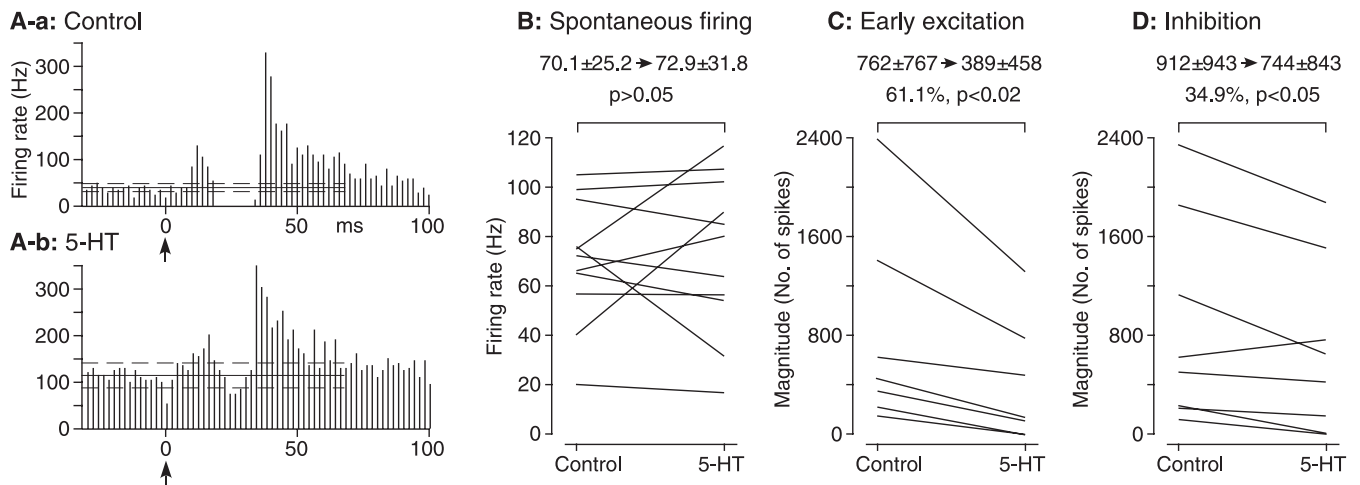 A-a: Control
Firing rate (Hz)
300
200
100
0
0
50
ms
100
A-b: 5-HT
300
200
100
0
0
50
100
B: Spontaneous firing
70.1±25.2→72.9±31.8
p>0.05
Firing rate (Hz)
120
100
80
60
40
20
0
Control
5-HT
C: Early excitation
762±767→389±458
61.1%, p<0.02
Magnitude (No. of spikes)
2400
1600
800
0
Control
5-HT
D: Inhibition
912±943→744±843
34.9%, p<0.05
Magnitude (No. of spikes)
2400
1600
800
0
Control
5-HT